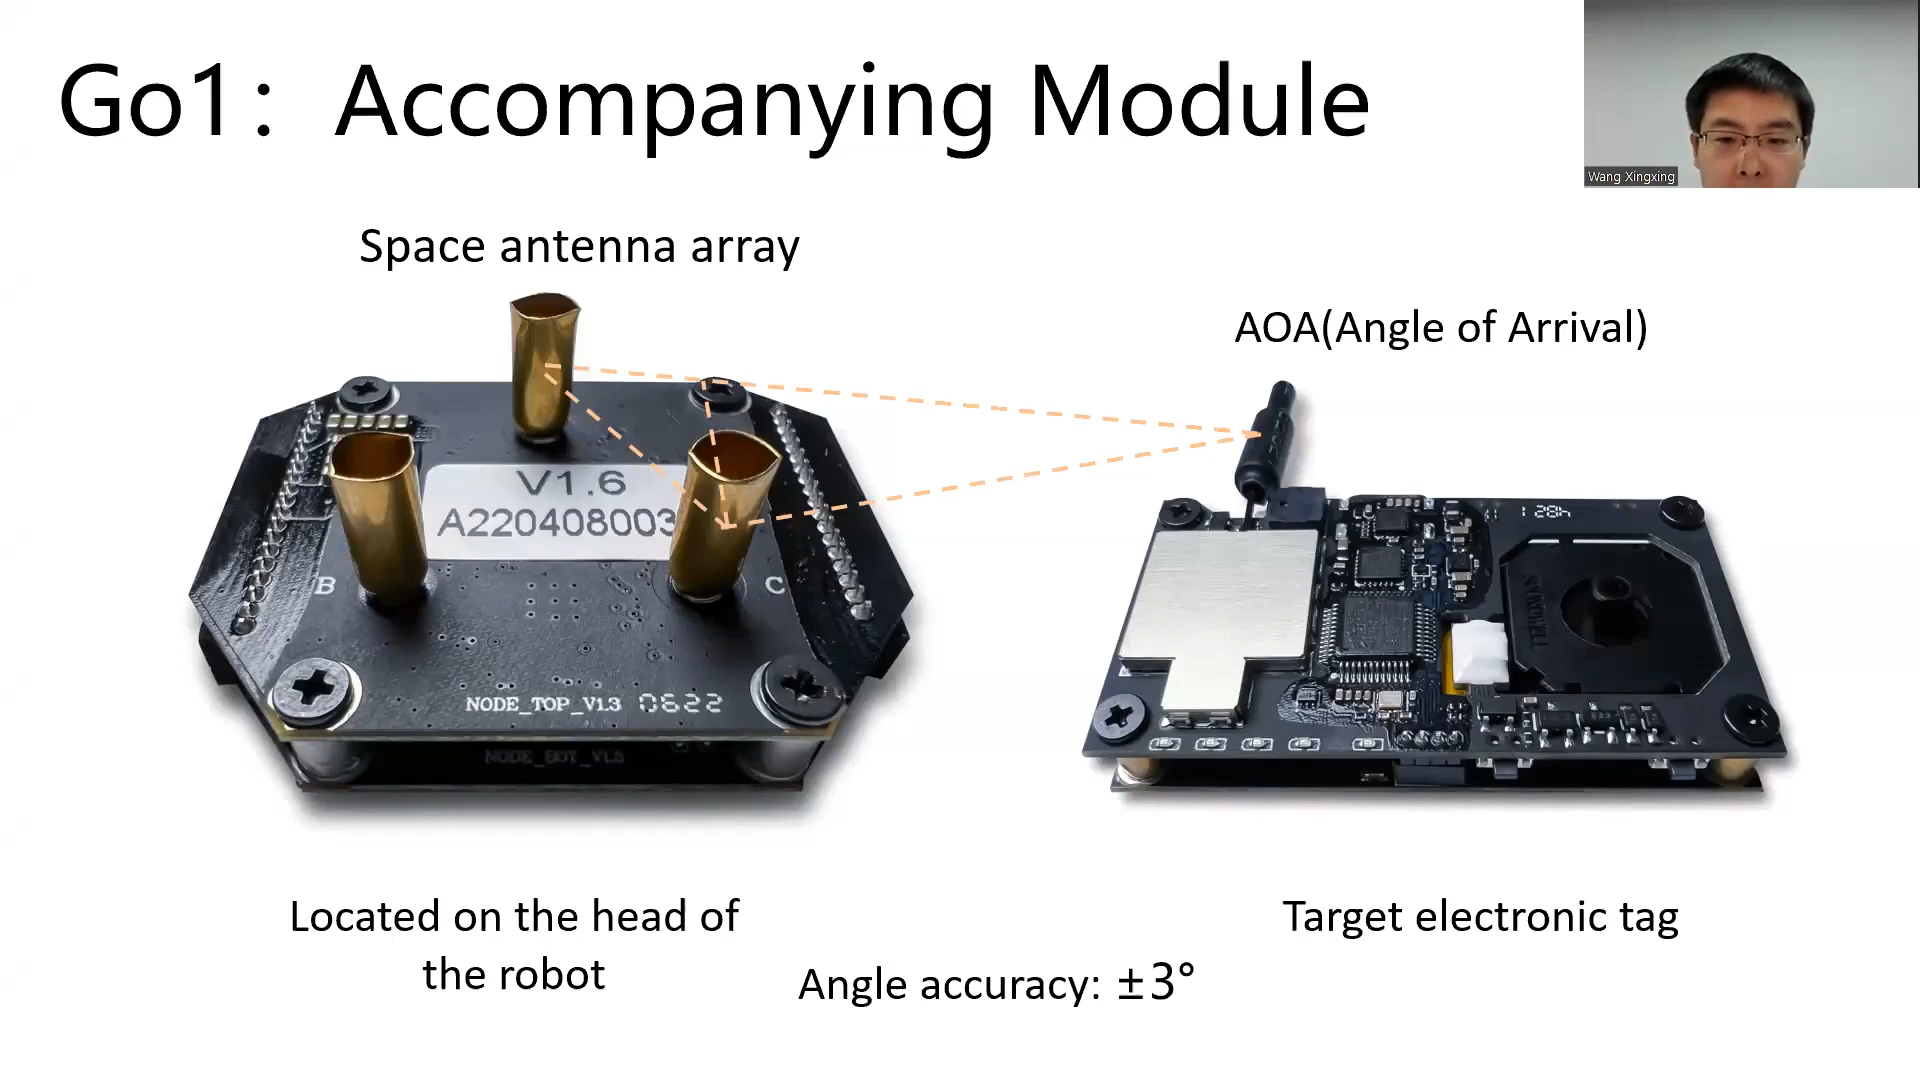 Go1： Accompanying Module
Wang Xingxing
Space antenna array
AOA(Angle of Arrival)
V1.6
A220408003
B
C
NODE_TOP_V1.3 0622
NODE_BOT_V1.3
Located on the head of
the robot
Target electronic tag
Angle accuracy: ±3°